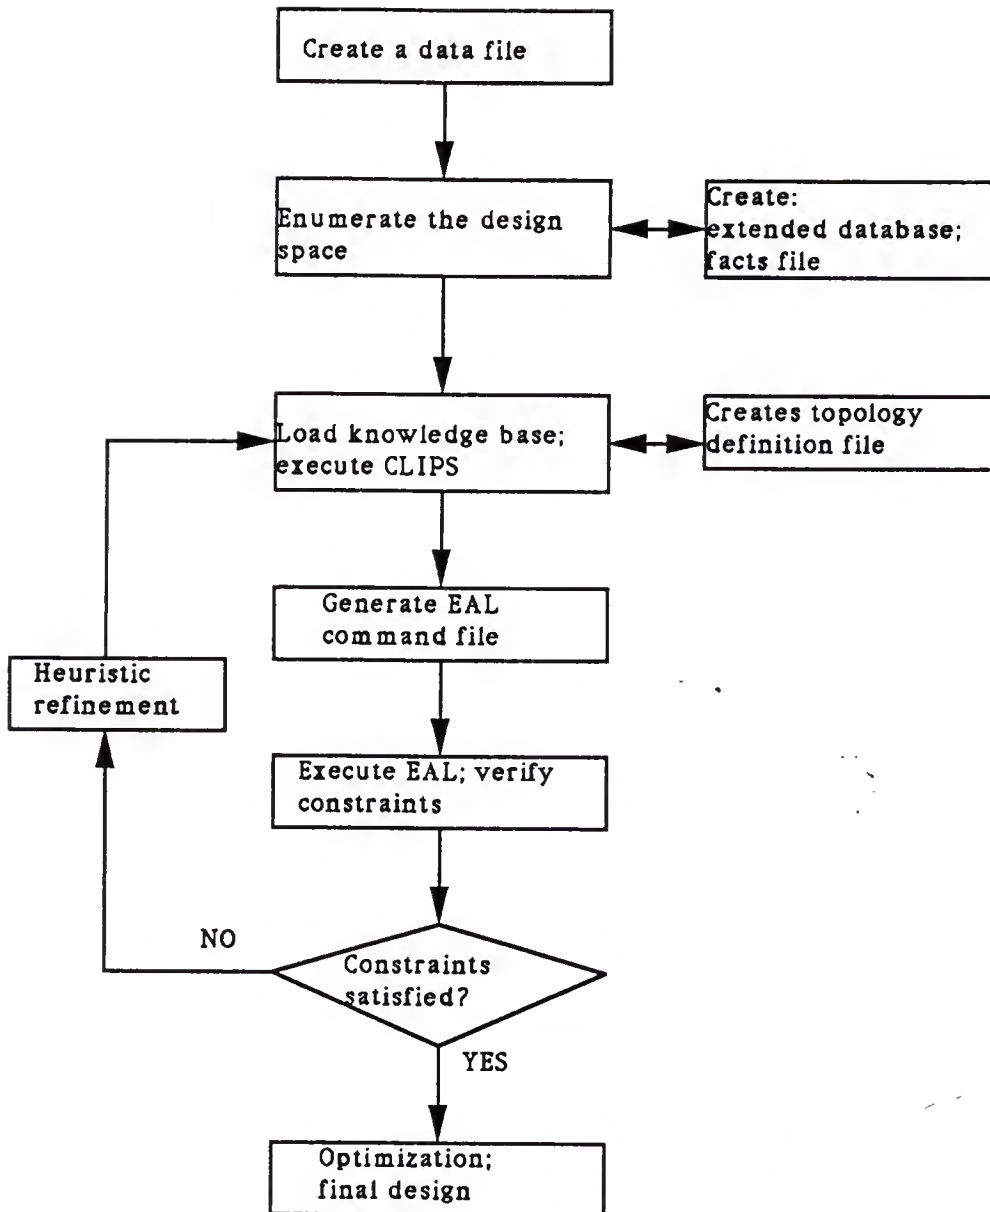 Create a data file
Enumerate the design
space
Create:
extended database;
facts file
Load knowledge base;
execute CLIPS
Creates topology
definition file
Generate EAL
command file
Heuristic
refinement
Execute EAL; verify
constraints
NO
Constraints
satisfied?
YES
Optimization;
final design